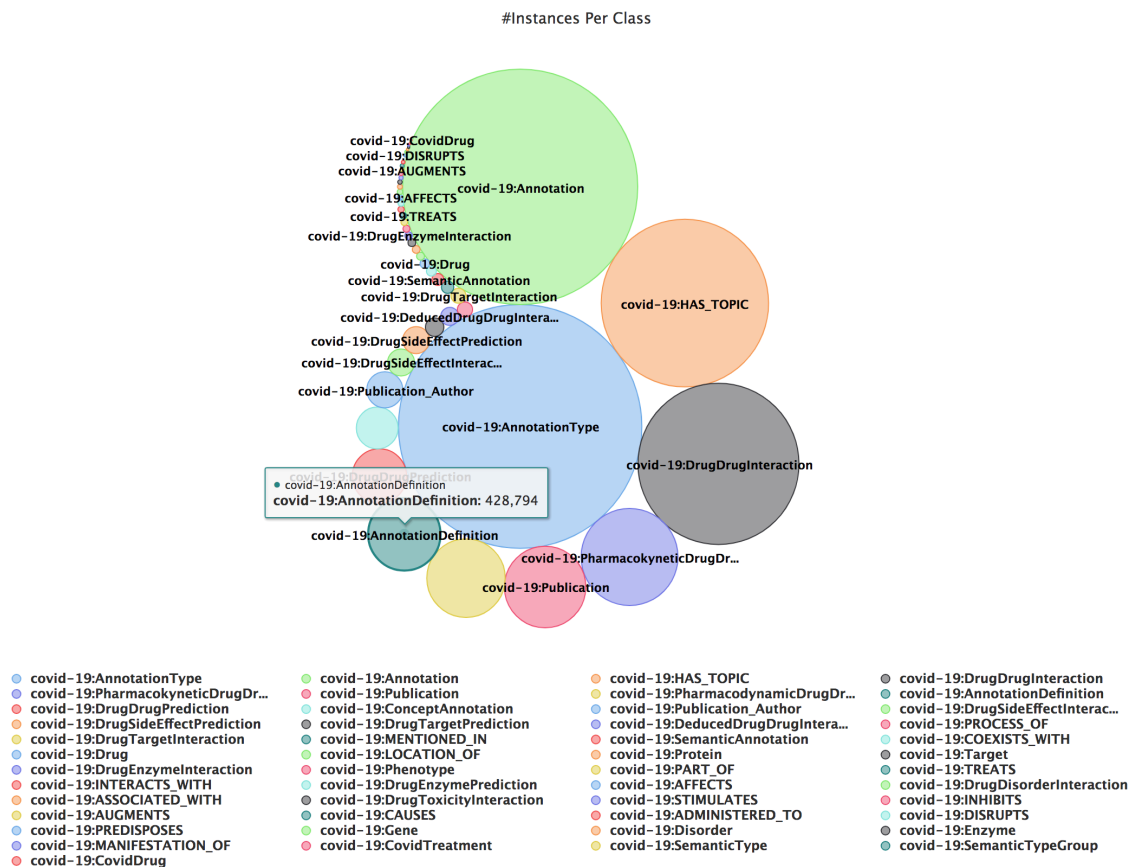 #Instances Per Class
covid-19:CovidDrug
covid-19:DISRUPTS
covid-19:AUGMENTS
covid-19:Annotation
covid-19:AFFECTS
covid-19:TREATS
covid-19:DrugEnzymeInteraction
covid-19:Drug
covid-19:SemanticAnnotation
covid-19:DrugTargetInteraction
covid-19:HAS_TOPIC
covid-19:DeducedDrugDrugIntera...
covid-19:DrugSideEffectPrediction
covid-19:DrugSideEffectInterac...
covid-19:Publication_Author
covid-19:AnnotationType
covid-19:DrugDrugInteraction
covid-19:DrugDrugPrediction
covid-19:AnnotationDefinition
covid-19:AnnotationDefinition: 428,794
covid-19:AnnotationDefinition
covid-19:PharmacokyneticDrugDr...
covid-19:Publication
covid-19:AnnotationType covid-19:Annotation covid-19:HAS_TOPIC covid-19:DrugDrugInteraction
covid-19:PharmacokyneticDrugDr... covid-19:Publication covid-19:PharmacodynamicDrugDr... covid-19:AnnotationDefinition
covid-19:DrugDrugPrediction covid-19:ConceptAnnotation covid-19:Publication_Author covid-19:DrugSideEffectInterac...
covid-19:DrugSideEffectPrediction covid-19:DrugTargetPrediction covid-19:DeducedDrugDrugIntera... covid-19:PROCESS_OF
covid-19:DrugTargetInteraction covid-19:MENTIONED_IN covid-19:SemanticAnnotation covid-19:COEXISTS_WITH
covid-19:Drug covid-19:LOCATION_OF covid-19:Protein covid-19:Target
covid-19:DrugEnzymeInteraction covid-19:Phenotype covid-19:PART_OF covid-19:TREATS
covid-19:INTERACTS_WITH covid-19:DrugEnzymePrediction covid-19:AFFECTS covid-19:DrugDisorderInteraction
covid-19:ASSOCIATED_WITH covid-19:DrugToxicityInteraction covid-19:STIMULATES covid-19:INHIBITS
covid-19:AUGMENTS covid-19:CAUSES covid-19:ADMINISTERED_TO covid-19:DISRUPTS
covid-19:PREDISPOSES covid-19:Gene covid-19:Disorder covid-19:Enzyme
covid-19:MANIFESTATION_OF covid-19:CovidTreatment covid-19:SemanticType covid-19:SemanticTypeGroup
covid-19:CovidDrug